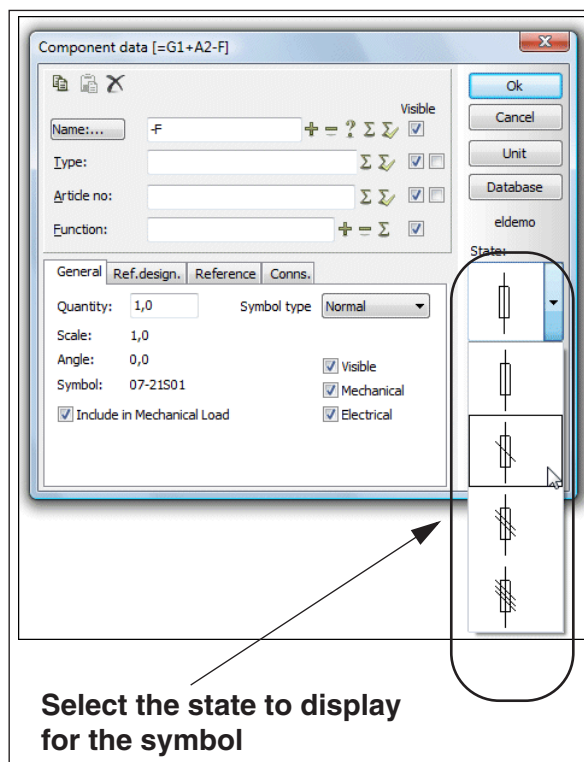 Component data [=G1+A2-F]
Ok
Cancel
Unit
Database
eldemo
State:
Visible
Name:... -F
Type:
Article no:
Function:
General Ref.design. Reference Conns.
Quantity: 1,0 Symbol type Normal
Scale: 1,0
Angle: 0,0 Visible
Symbol: 07-21S01 Mechanical
Include in Mechanical Load Electrical
Select the state to display
for the symbol